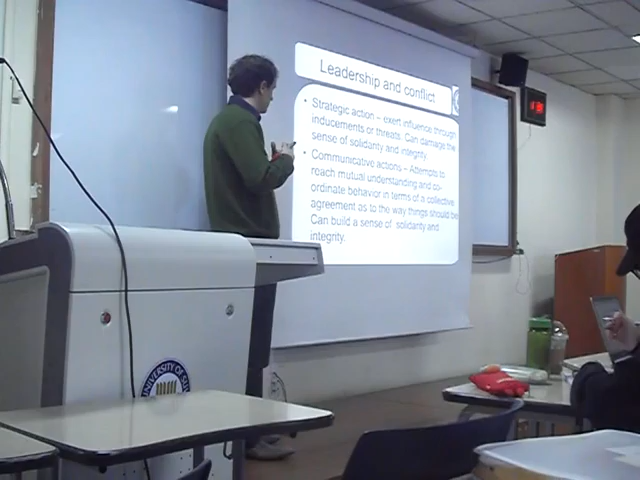 Leadership and conflict
• Strategic action – exert influence through
inducements or threats. Can damage the
sense of solidarity and integrity.
• Communicative actions – Attempts to
reach mutual understanding and co-
ordinate behavior in terms of a collective
agreement as to the way things should be.
Can build a sense of solidarity and
integrity.
UNIVERSITY OF